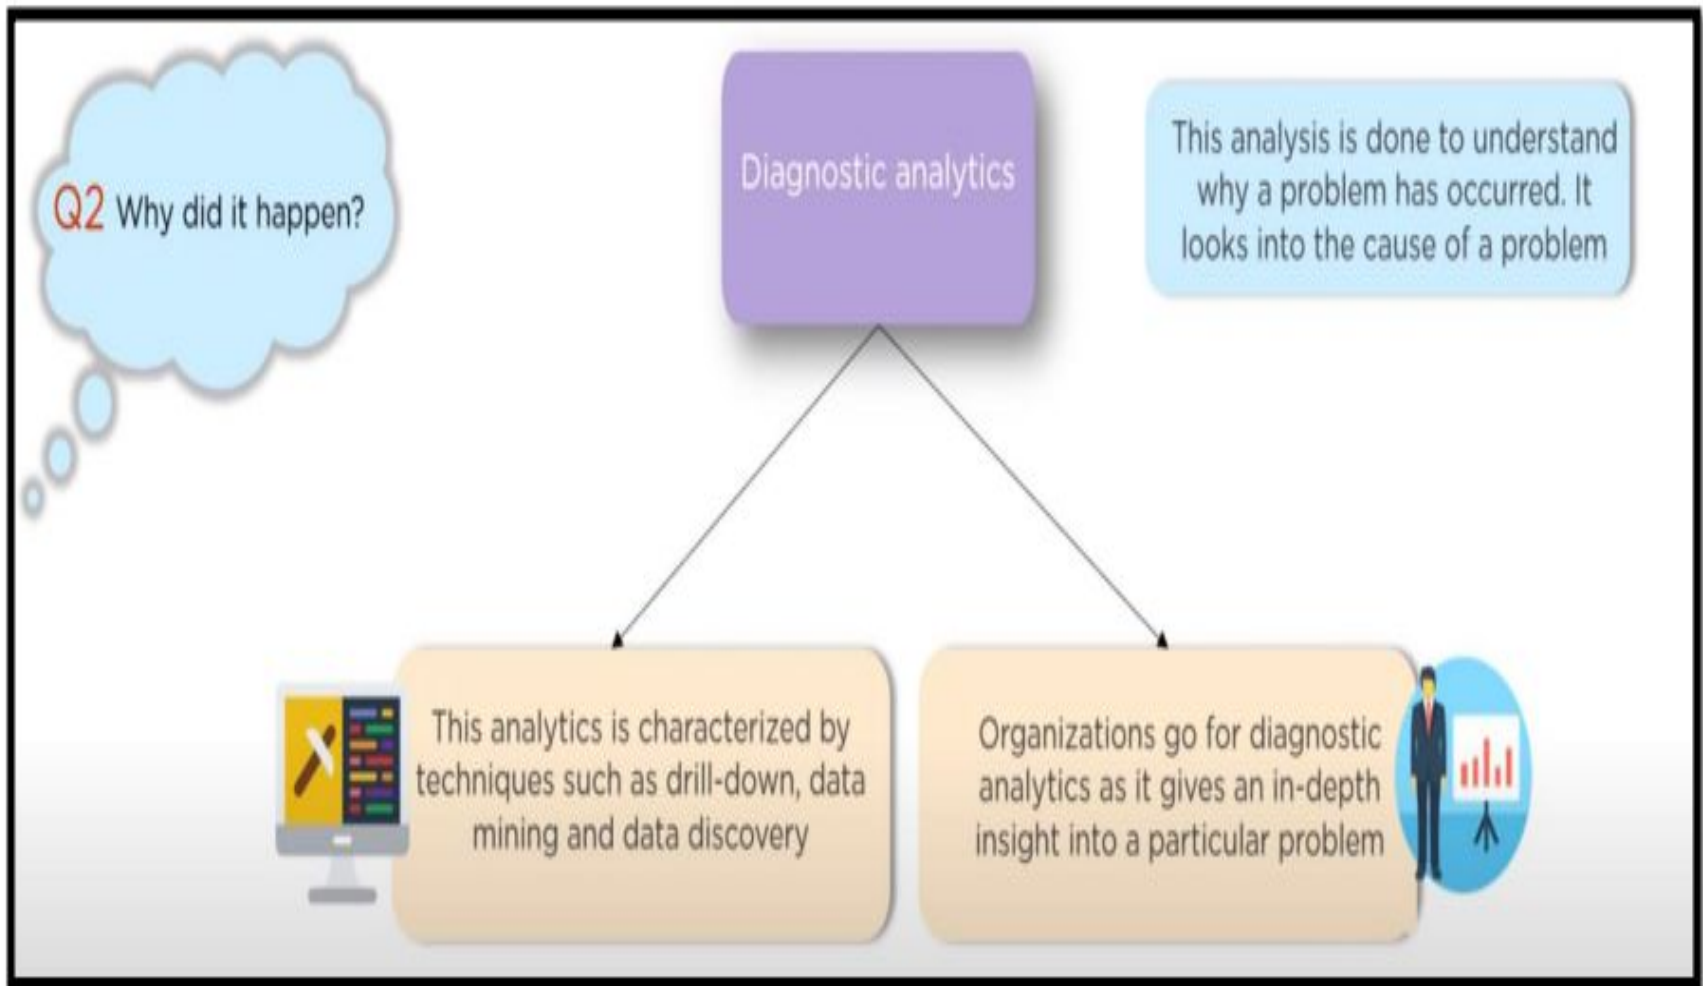 Q2 Why did it happen?
Diagnostic analytics
This analysis is done to understand
why a problem has occurred. It
looks into the cause of a problem
This analytics is characterized by
techniques such as drill-down, data
mining and data discovery
Organizations go for diagnostic
analytics as it gives an in-depth
insight into a particular problem